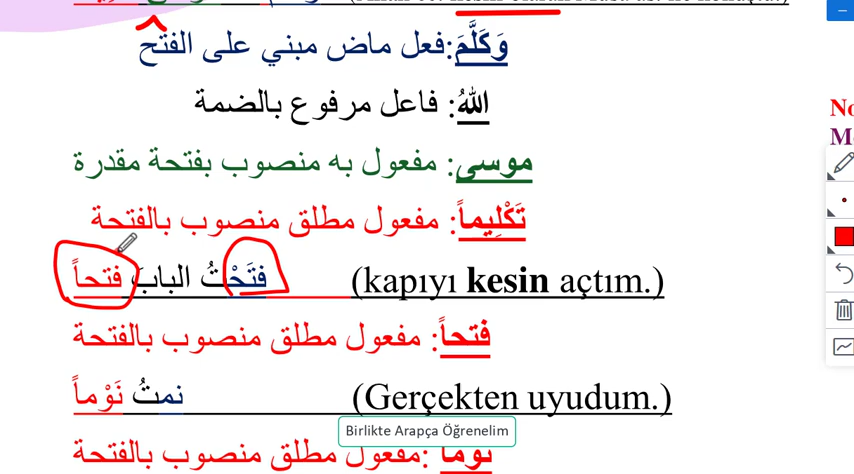 وَكَلَّمَ: فعل ماض مبني على الفتح
اللهُ: فاعل مرفوع بالضمة
موسى: مفعول به منصوب بفتحة مقدرة
تَكْلِيماً: مفعول مطلق منصوب بالفتحة
فتَحْتُ البابَ فتحاً (kapıyı kesin açtım.)
فتحاً: مفعول مطلق منصوب بالفتحة
نمتُ نَوْماً (Gerçekten uyudum.)
Birlikte Arapça Öğrenelim
نوماً: مفعول مطلق منصوب بالفتحة